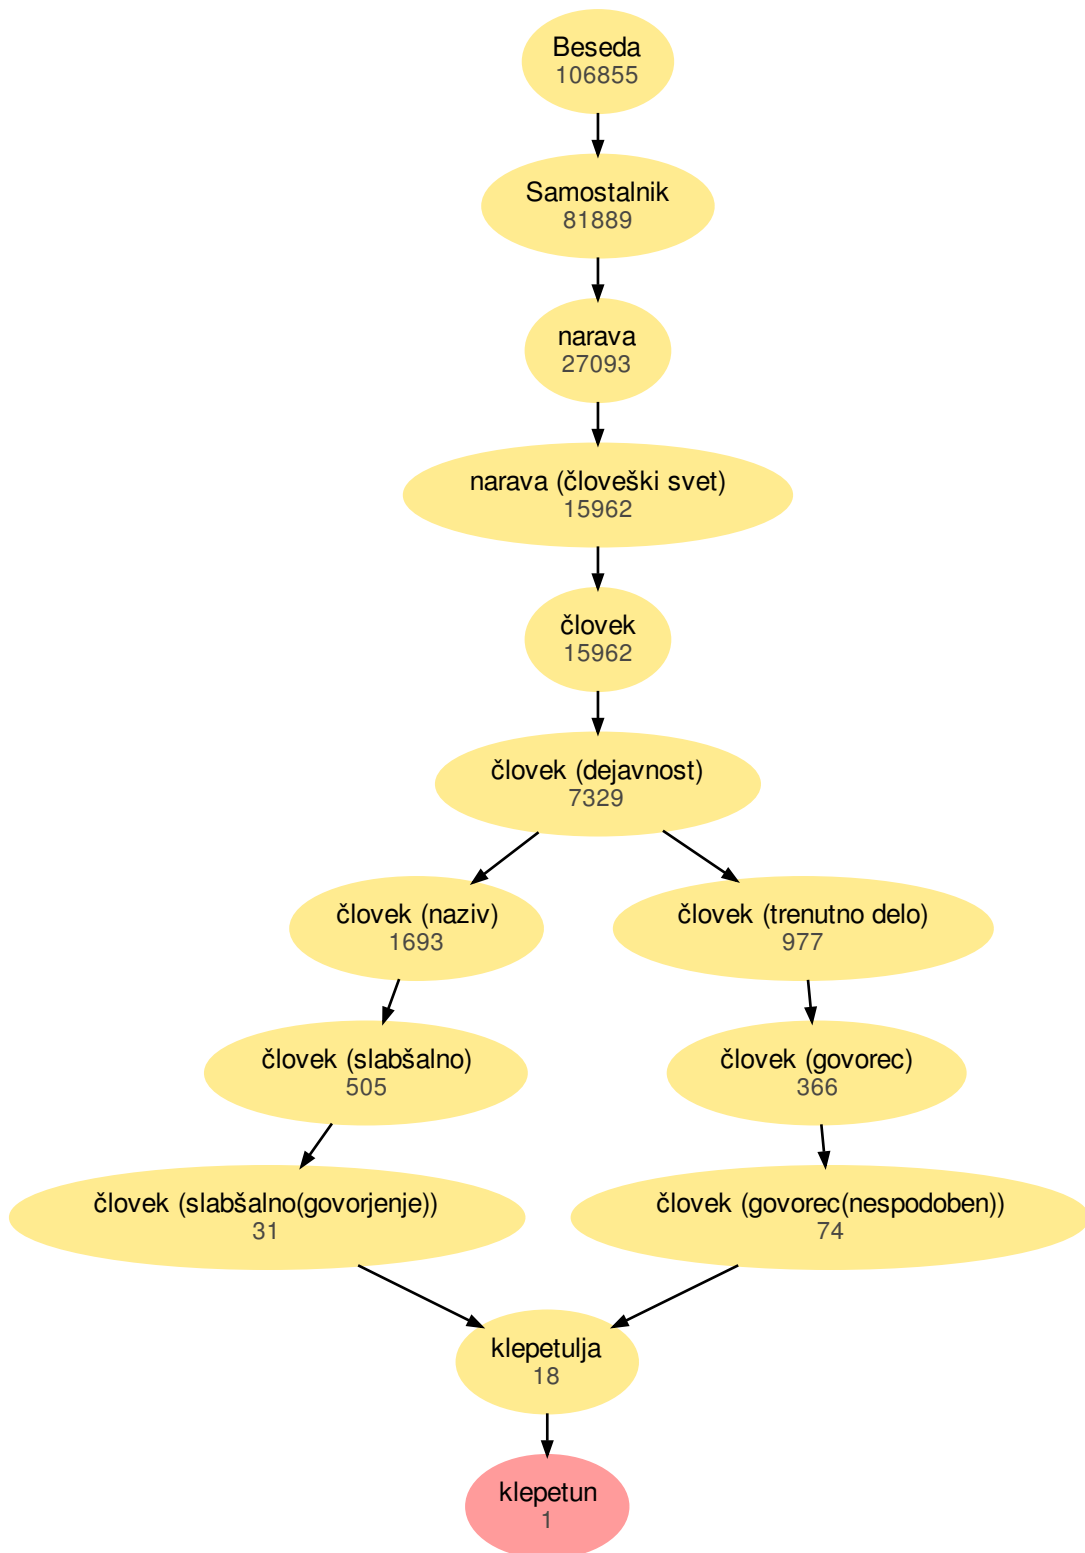 Beseda
106855
Samostalnik
81889
narava
27093
narava (človeški svet)
15962
človek
15962
človek (dejavnost)
7329
človek (naziv)
1693
človek (trenutno delo)
977
človek (slabšalno)
505
človek (govorec)
366
človek (slabšalno(govorjenje))
31
človek (govorec(nespodoben))
74
klepetulja
18
klepetun
1